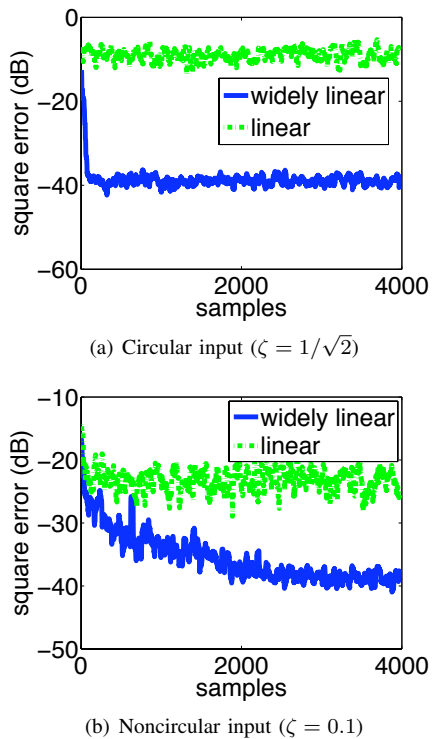 0
−20
−40
−60
square error (dB)
widely linear
linear
0 2000 4000
samples
(a) Circular input (ζ = 1/√2)
−10
−20
−30
−40
−50
square error (dB)
widely linear
linear
0 2000 4000
samples
(b) Noncircular input (ζ = 0.1)